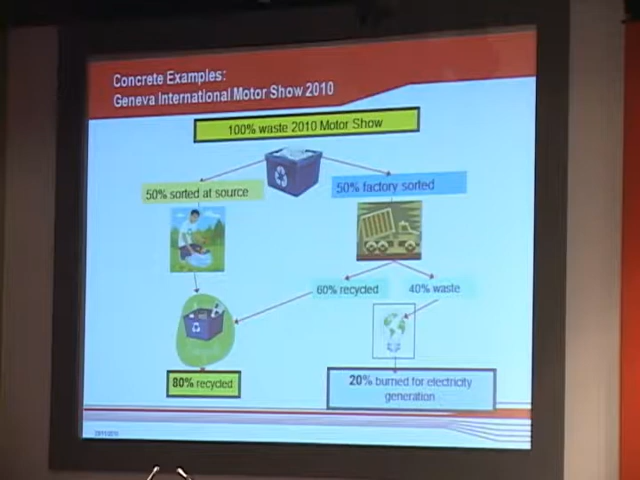 Concrete Examples:
Geneva International Motor Show 2010
100% waste 2010 Motor Show
50% sorted at source
50% factory sorted
60% recycled
40% waste
80% recycled
20% burned for electricity
generation